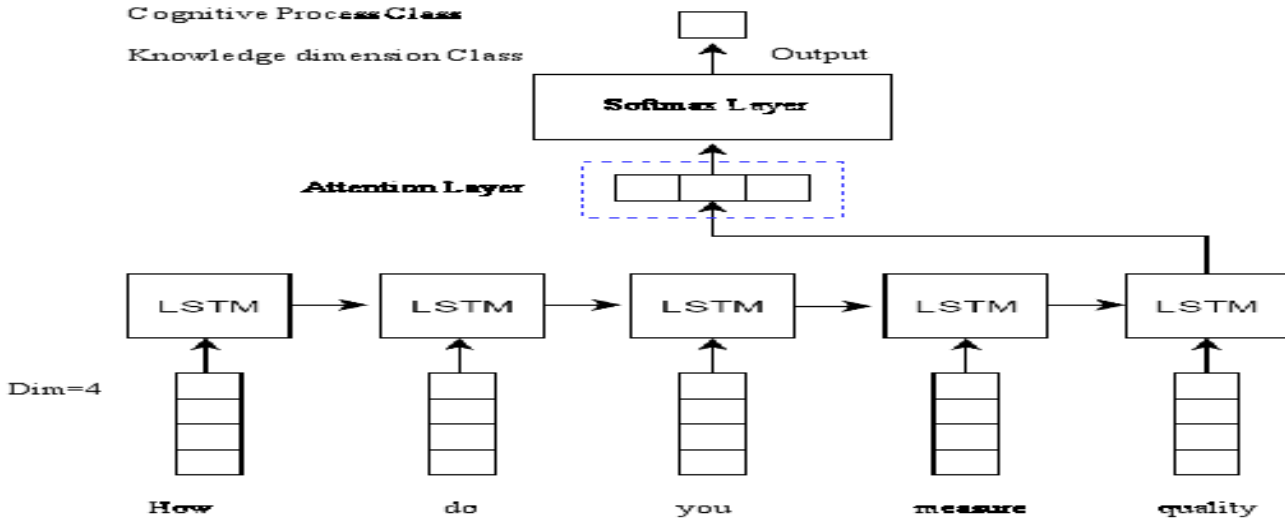 Cognitive Process Class
Knowledge dimension Class
Output
Softmax Layer
Attention Layer
LSTM LSTM LSTM LSTM LSTM
Dim=4
How do you measure quality